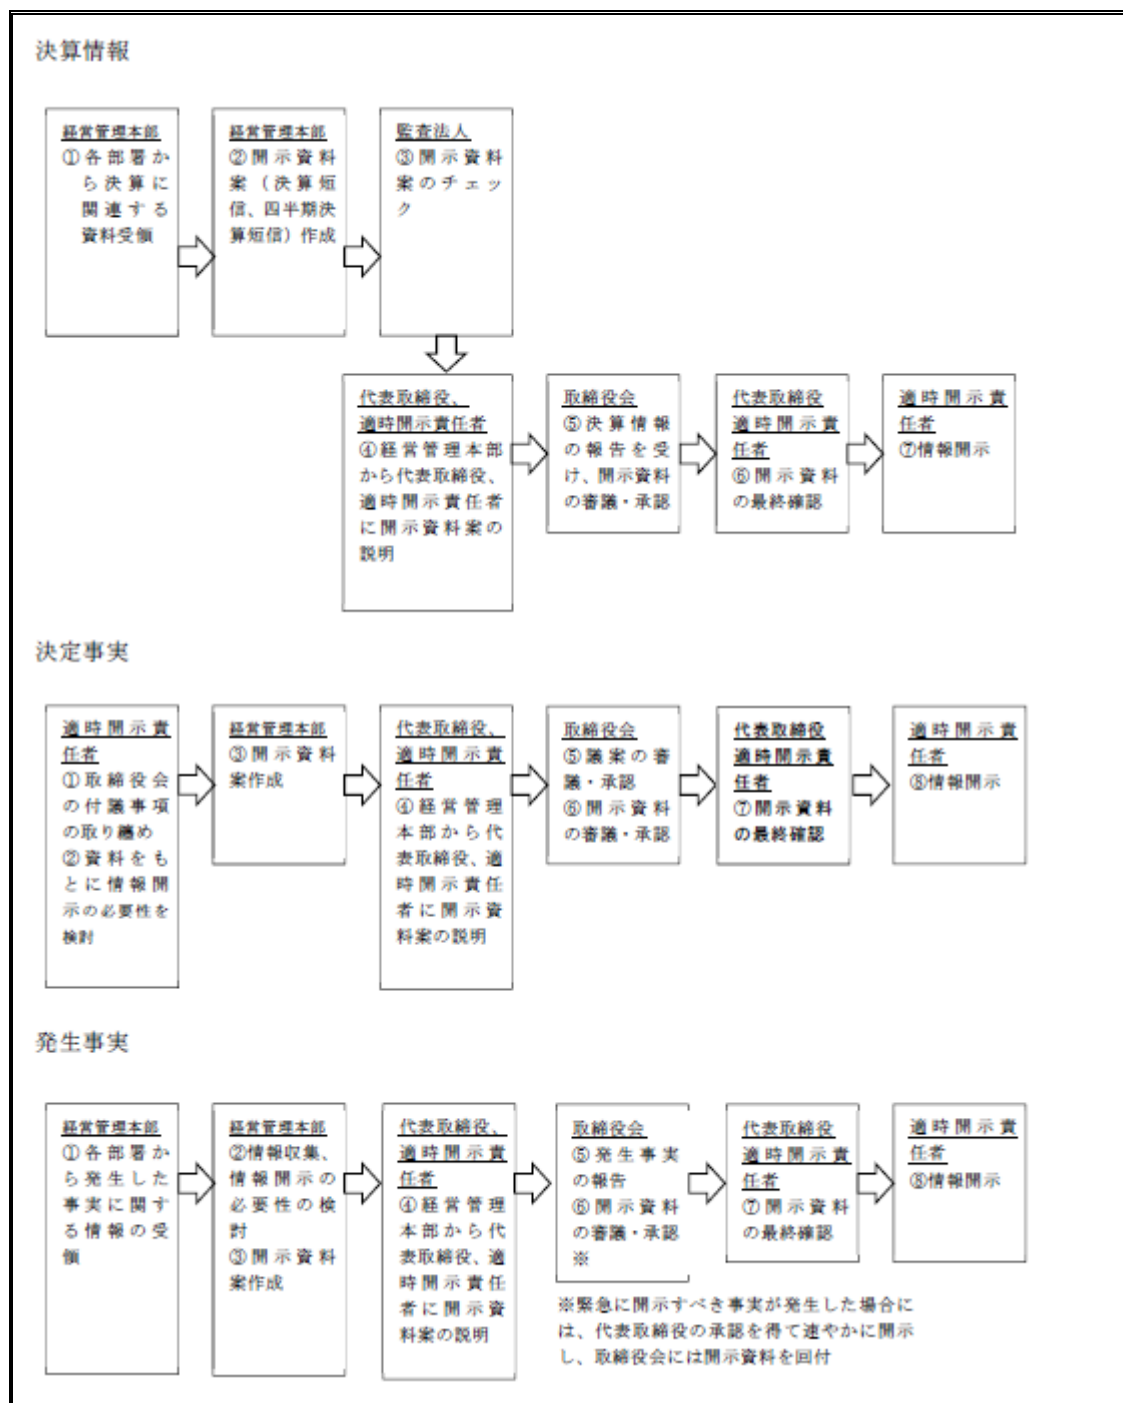 決算情報
経営管理本部
①各部署か
ら決算に
関連する
資料受領
経営管理本部
②開示資料
案（決算短
信、四半期決
算短信）作成
監査法人
③開示資料
案のチェッ
ク
代表取締役、
適時開示責任者
④経営管理本部
から代表取締役、
適時開示責任者
に開示資料案の
説明
取締役会
⑤決算情報
の報告を受
け、開示資料
の審議・承認
代表取締役
適時開示責
任者
⑥開示資料
の最終確認
適時開示責
任者
⑦情報開示
決定事実
適時開示責
任者
①取締役会
の付議事項
の取り纏め
②資料をも
とに情報開
示の必要性を
検討
経営管理本部
③開示資料
案作成
代表取締役、
適時開示責
任者
④経営管理
本部から代
表取締役、適
時開示責任
者に開示資
料案の説明
取締役会
⑤議案の審
議・承認
⑥開示資料
の審議・承認
代表取締役
適時開示責
任者
⑦開示資料
の最終確認
適時開示責
任者
⑧情報開示
発生事実
経営管理本部
①各部署か
ら発生した
事実に関す
る情報の受
領
経営管理本部
②情報収集、
情報開示の
必要性の検
討
③開示資料
案作成
代表取締役、
適時開示責
任者
④経営管理
本部から代
表取締役、適
時開示責任
者に開示資
料案の説明
取締役会
⑤発生事実
の報告
⑥開示資料
の審議・承認
※
代表取締役
適時開示責
任者
⑦開示資料
の最終確認
適時開示責
任者
⑧情報開示
※緊急に開示すべき事実が発生した場合に
は、代表取締役の承認を得て速やかに開示
し、取締役会には開示資料を回付